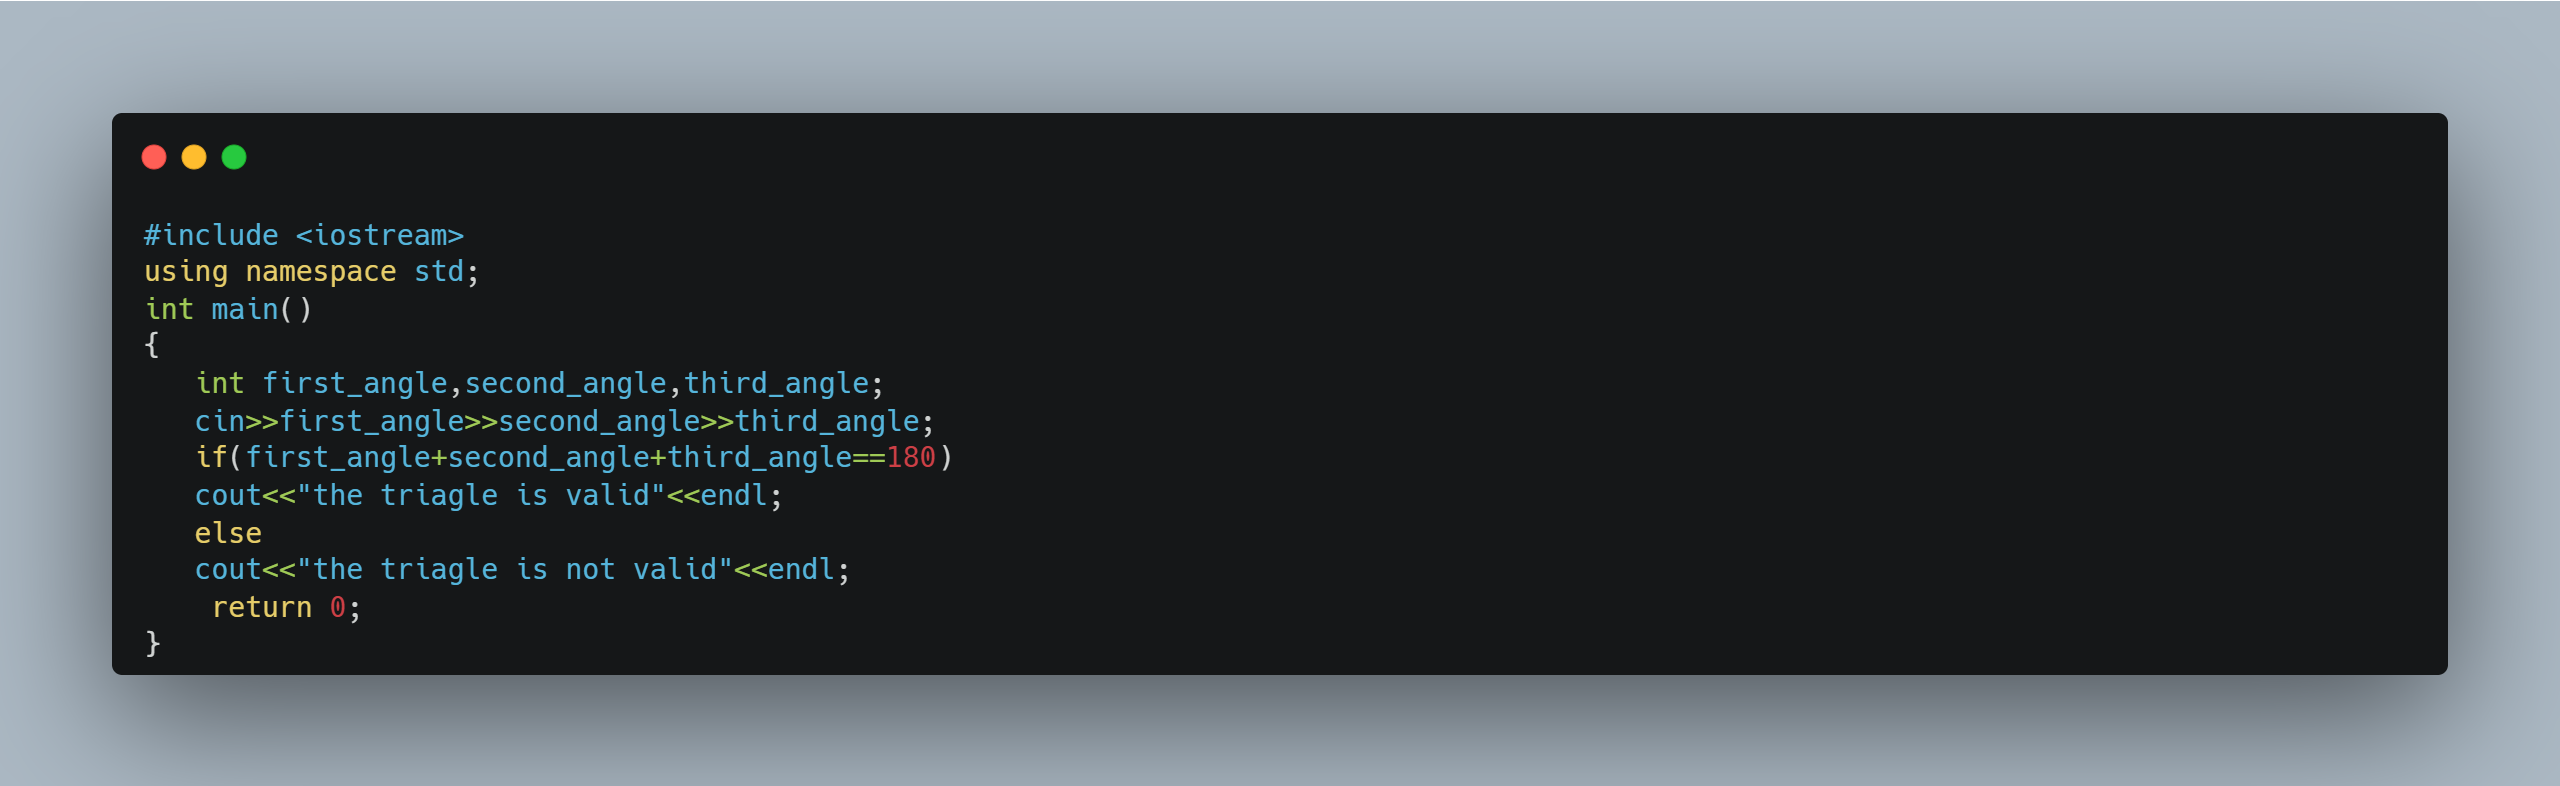 #include <iostream>
using namespace std;
int main()
{
   int first_angle,second_angle,third_angle;
   cin>>first_angle>>second_angle>>third_angle;
   if(first_angle+second_angle+third_angle==180)
   cout<<"the triagle is valid"<<endl;
   else
   cout<<"the triagle is not valid"<<endl;
    return 0;
}